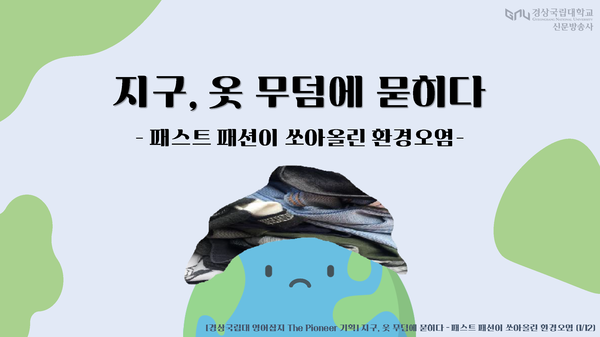 GNU 경상국립대학교
신문방송사
지구, 옷 무덤에 묻히다
- 패스트 패션이 쏘아올린 환경오염-
[경상국립대 영어잡지 The Pioneer 기획] 지구, 옷 무덤에 묻히다 - 패스트 패션이 쏘아올린 환경오염 (1/12)